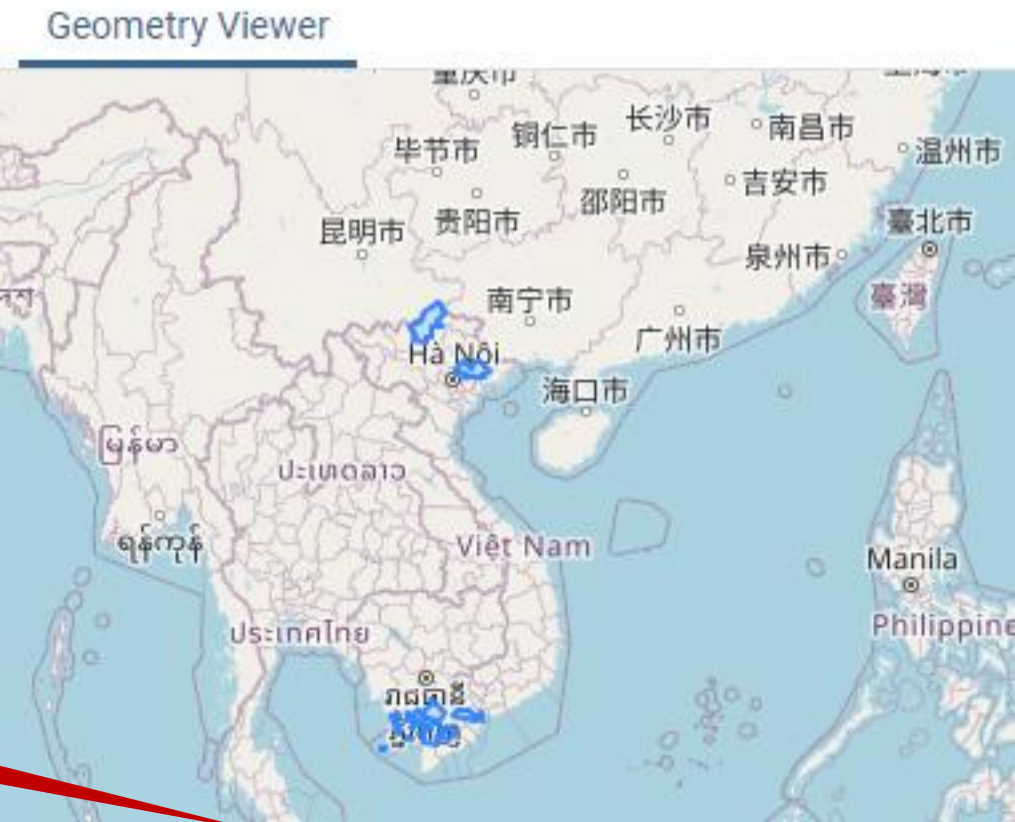 Geometry Viewer
重庆市
长沙市
南昌市
铜仁市
毕节市
温州市
吉安市
邵阳市
贵阳市
昆明市
臺北市
泉州市
南宁市
臺灣
广州市
Hà Nội
海口市
မြန်မာ
ປະເທດລາວ
ရန်ကုန်
Việt Nam
Manila
ประเทศไทย
Philippine